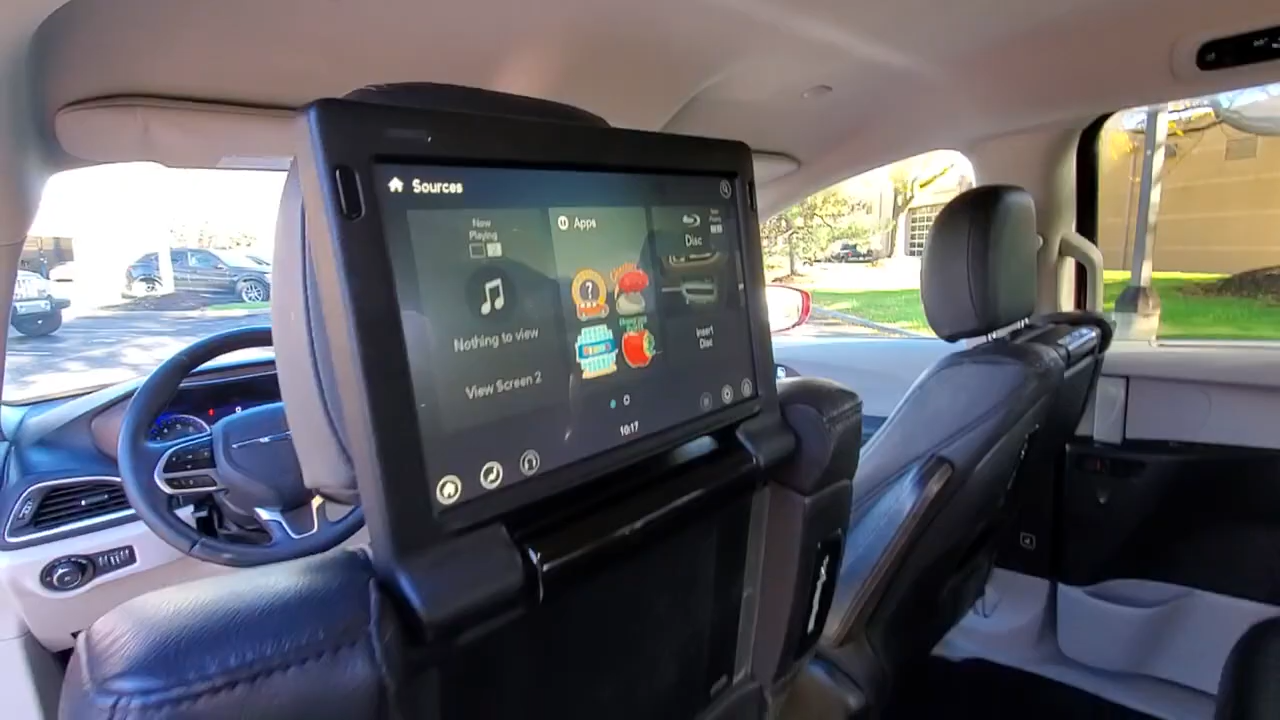 Sources
Now
Playing
Nothing to view
View Screen 2
Apps
?
Disc
Insert
Disc
10:17